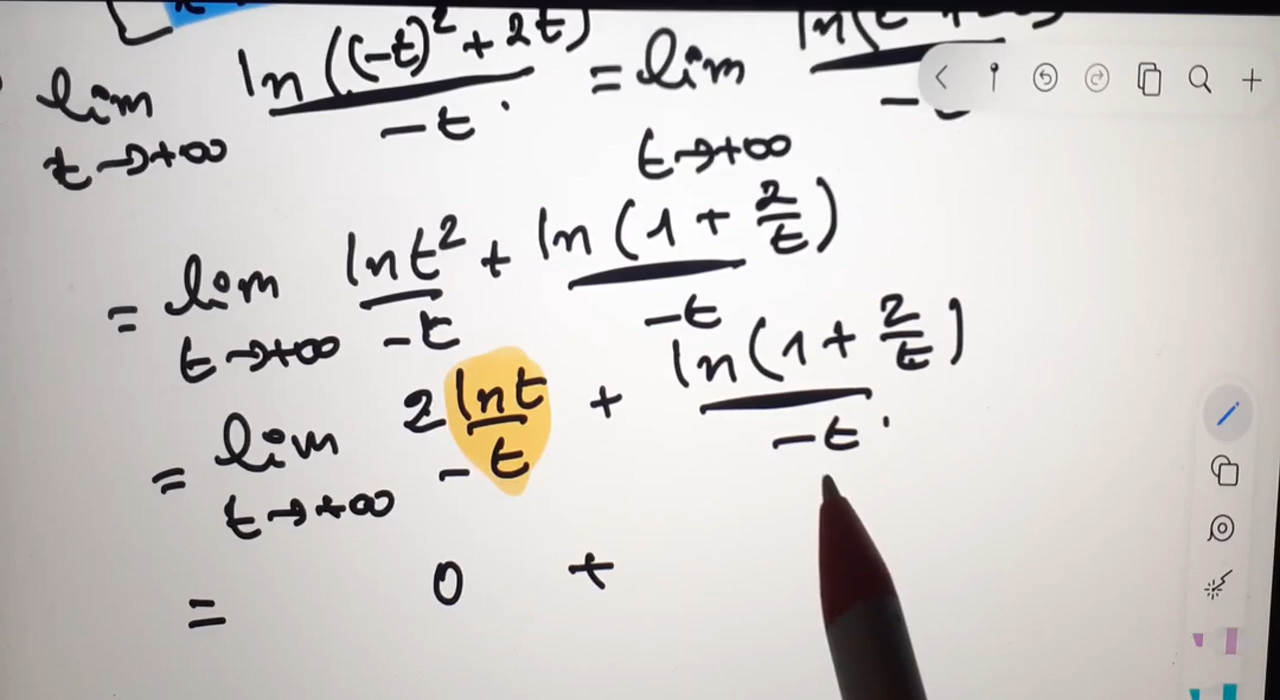 lim t→+∞ ln((-t)² + 2t) / -t = lim t→+∞
= lim t→+∞ ln t² / -t + ln(1 + 2/t) / -t
= lim t→+∞ 2 ln t / -t + ln(1 + 2/t) / -t
= 0 +